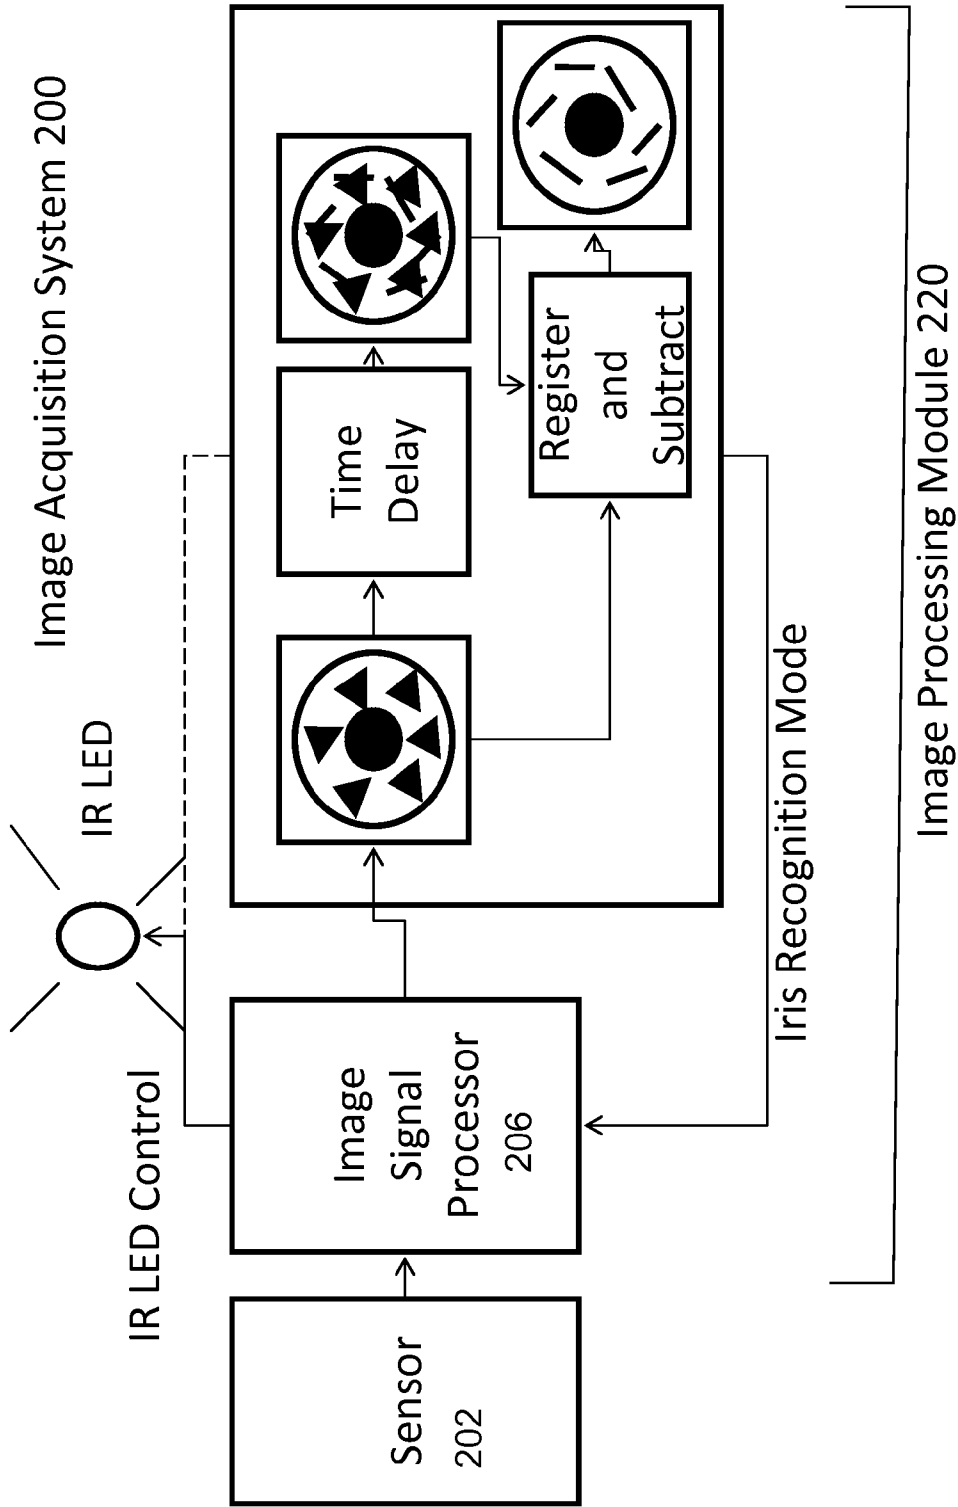 Image Acquisition System 200
IR LED
IR LED Control
Sensor
202
Image
Signal
Processor
206
Time
Delay
Register
and
Subtract
Iris Recognition Mode
Image Processing Module 220